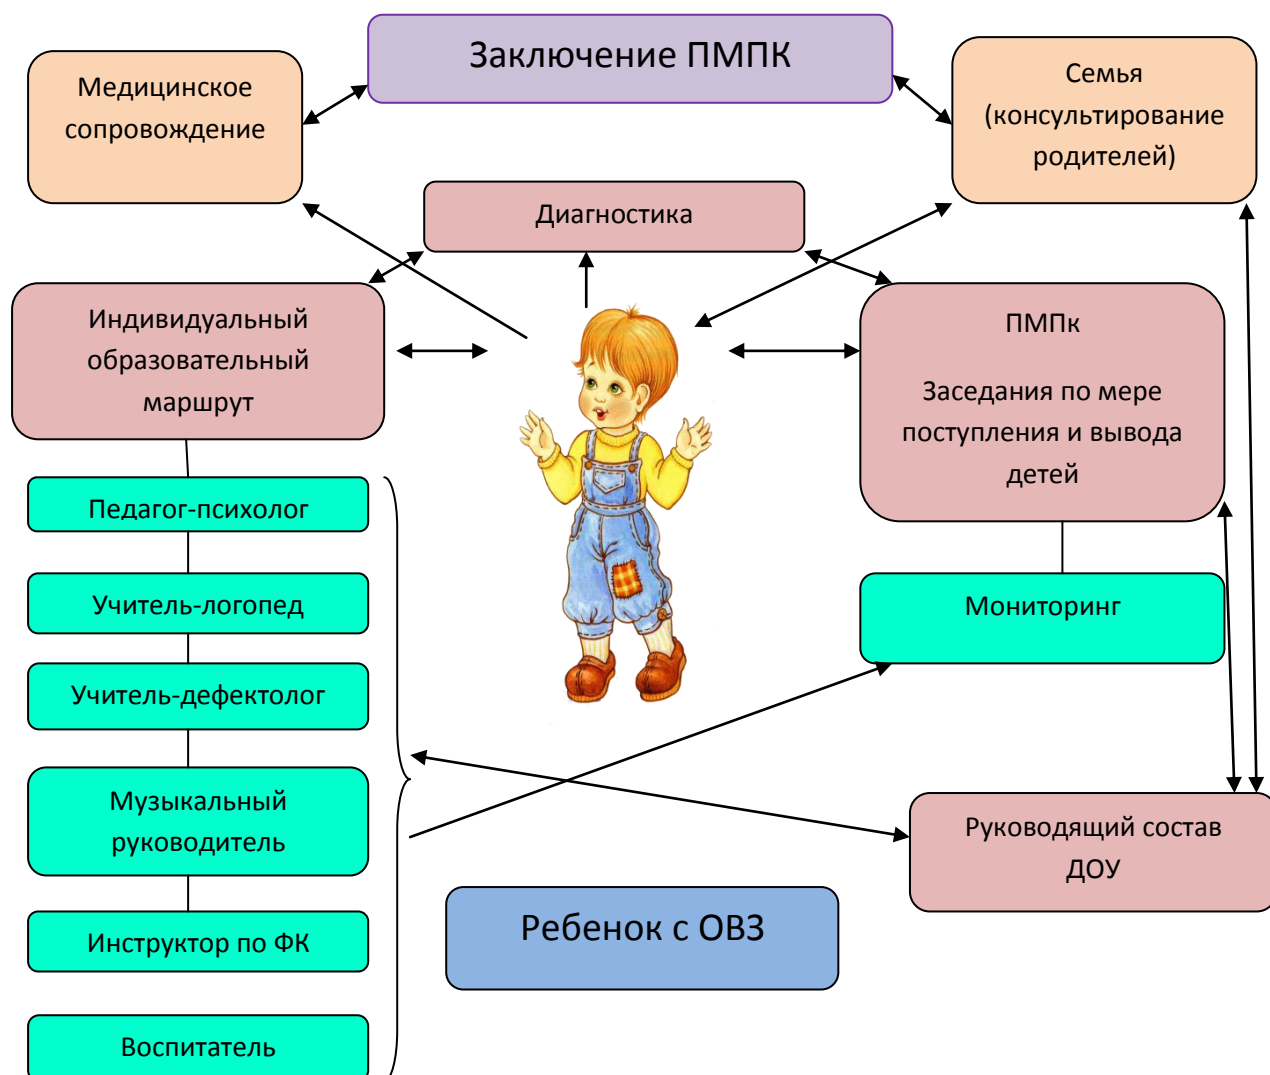 Заключение ПМПК
Медицинское
сопровождение
Семья
(консультирование
родителей)
Диагностика
Индивидуальный
образовательный
маршрут
ПМПк
Заседания по мере
поступления и вывода
детей
Педагог-психолог
Учитель-логопед
Учитель-дефектолог
Музыкальный
руководитель
Инструктор по ФК
Воспитатель
Мониторинг
Руководящий состав
ДОУ
Ребенок с ОВЗ